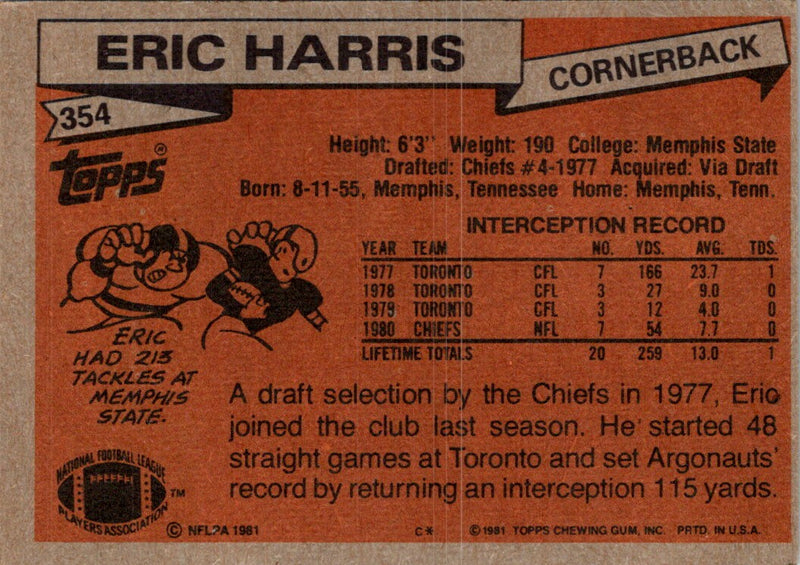 ERIC HARRIS
CORNERBACK
354
topps®
Height: 6'3" Weight: 190 College: Memphis State
Drafted: Chiefs #4-1977 Acquired: Via Draft
Born: 8-11-55, Memphis, Tennessee Home: Memphis, Tenn.
INTERCEPTION RECORD
YEAR TEAM NO. YDS. AVG. TDS.
1977 TORONTO CFL 7 166 23.7 1
1978 TORONTO CFL 3 27 9.0 0
1979 TORONTO CFL 3 12 4.0 0
1980 CHIEFS NFL 7 54 7.7 0
LIFETIME TOTALS 20 259 13.0 1
ERIC
HAD 213
TACKLES AT
MEMPHIS
STATE.
A draft selection by the Chiefs in 1977, Eric
joined the club last season. He started 48
straight games at Toronto and set Argonauts'
record by returning an interception 115 yards.
NATIONAL FOOTBALL LEAGUE
PLAYERS ASSOCIATION
™
© NFLPA 1981
C*
© 1981 TOPPS CHEWING GUM, INC. PRTD. IN U.S.A.